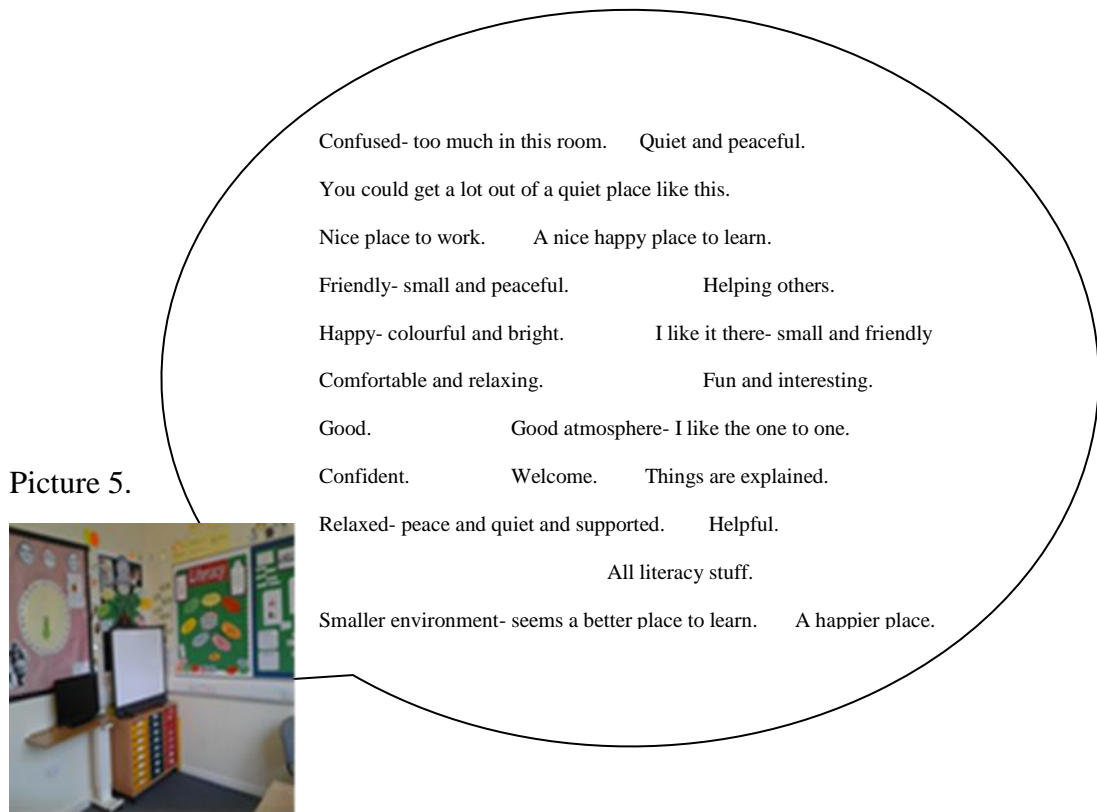 Confused- too much in this room. Quiet and peaceful.
You could get a lot out of a quiet place like this.
Nice place to work. A nice happy place to learn.
Friendly- small and peaceful. Helping others.
Happy- colourful and bright. I like it there- small and friendly
Comfortable and relaxing. Fun and interesting.
Good. Good atmosphere- I like the one to one.
Confident. Welcome. Things are explained.
Picture 5.
Relaxed- peace and quiet and supported. Helpful.
All literacy stuff.
Smaller environment- seems a better place to learn. A happier place.
Literacy